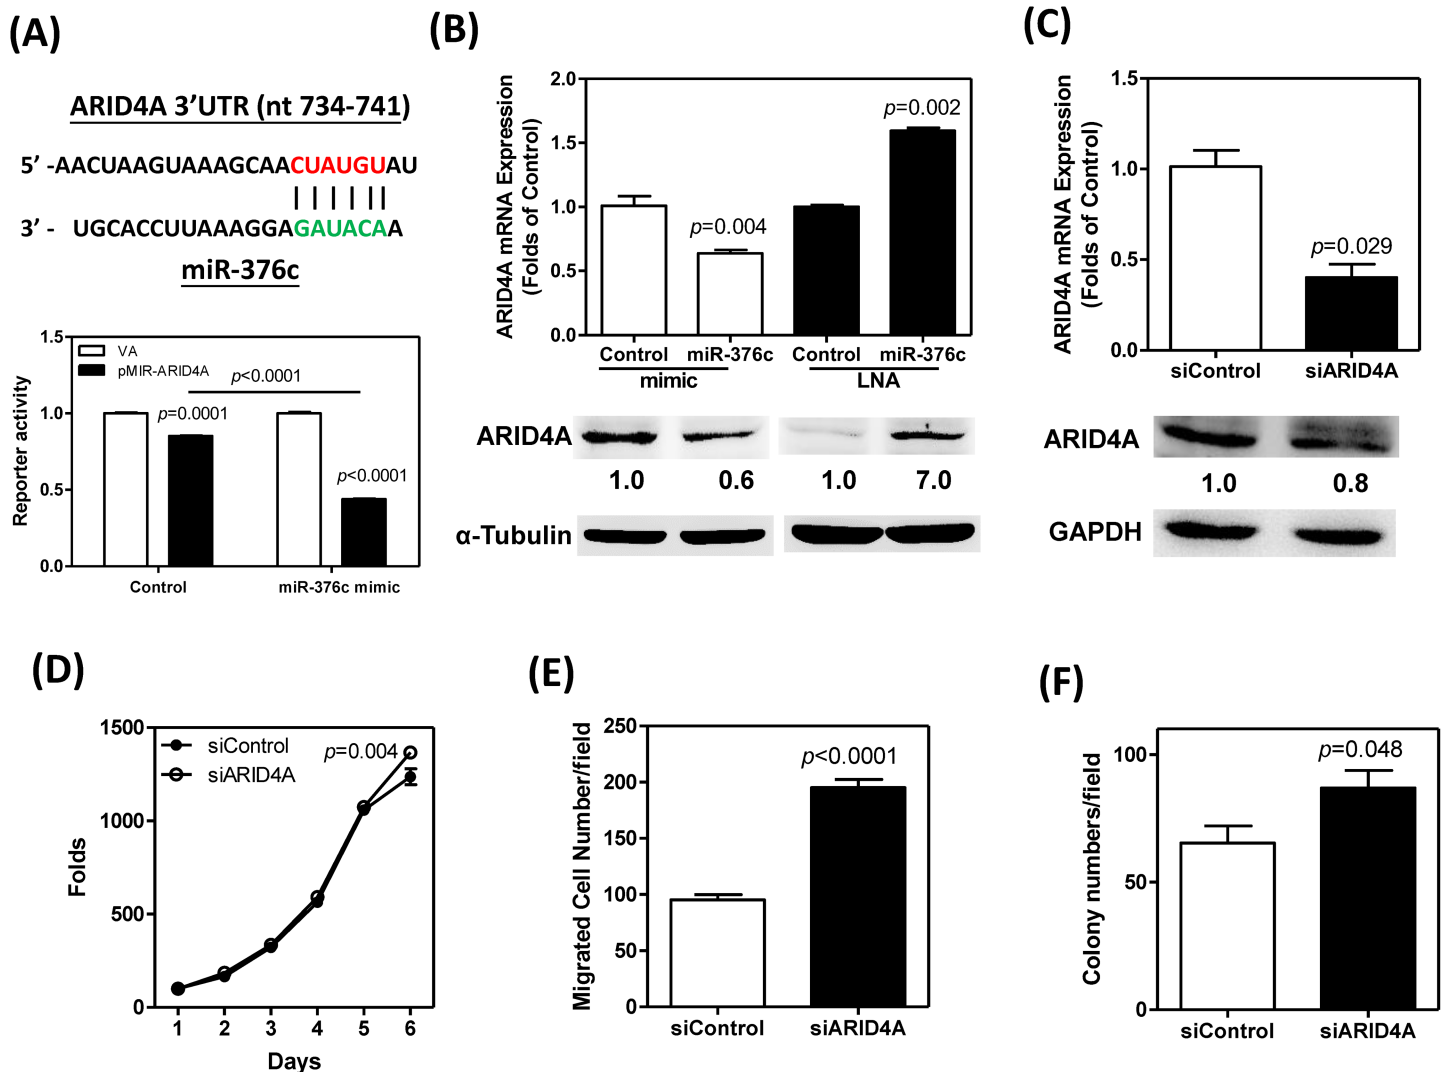 (A)
ARID4A 3’UTR (nt 734-741)
5’ -AACUAAGUAAAGCAACUAUGUAU
3’ - UGCACCUUAAAGGAGAUACAA
miR-376c
Reporter activity
1.5
1.0
0.5
0.0
VA
pMIR-ARID4A
p<0.0001
p=0.0001
p<0.0001
Control
miR-376c mimic
(B)
ARID4A mRNA Expression
(Folds of Control)
2.0
1.5
1.0
0.5
0.0
p=0.004
p=0.002
Control miR-376c Control miR-376c
mimic LNA
ARID4A
1.0 0.6 1.0 7.0
α-Tubulin
(C)
ARID4A mRNA Expression
(Folds of Control)
1.5
1.0
0.5
0.0
p=0.029
siControl siARID4A
ARID4A
1.0 0.8
GAPDH
(D)
Folds
1500
1000
500
0
siControl
siARID4A
p=0.004
1 2 3 4 5 6
Days
(E)
Migrated Cell Number/field
250
200
150
100
50
0
p<0.0001
siControl siARID4A
(F)
Colony numbers/field
100
50
0
p=0.048
siControl siARID4A